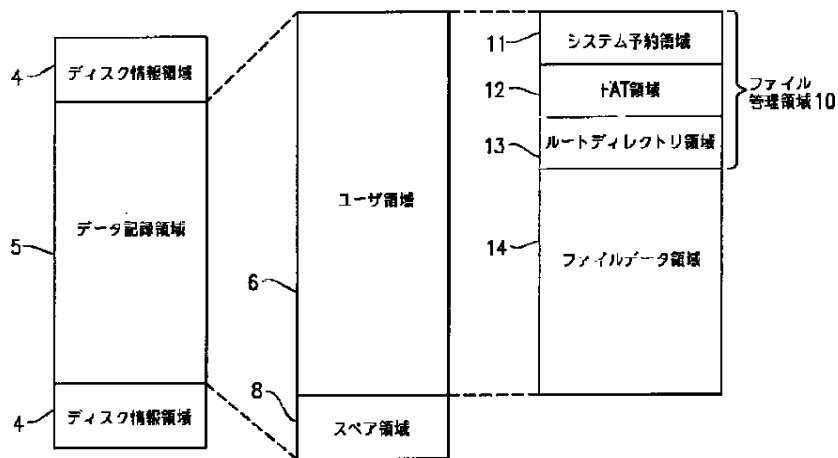 4
ディスク情報領域
5
データ記録領域
4
ディスク情報領域
6
ユーザ領域
8
スペア領域
11
システム予約領域
12
FAT領域
13
ルートディレクトリ領域
14
ファイルデータ領域
ファイル
管理領域10